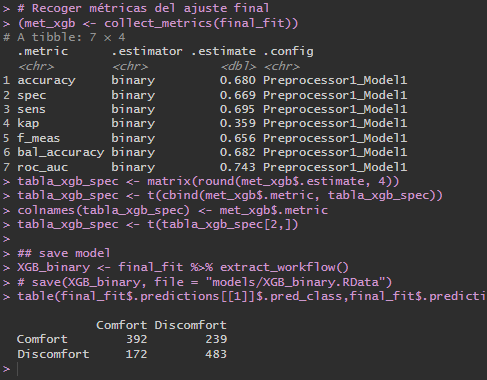 > # Recoger métricas del ajuste final
> (met_xgb <- collect_metrics(final_fit))
# A tibble: 7 × 4
  .metric      .estimator .estimate .config
  <chr>        <chr>          <dbl> <chr>
1 accuracy     binary         0.680 Preprocessor1_Model1
2 spec         binary         0.669 Preprocessor1_Model1
3 sens         binary         0.695 Preprocessor1_Model1
4 kap          binary         0.359 Preprocessor1_Model1
5 f_meas       binary         0.656 Preprocessor1_Model1
6 bal_accuracy binary         0.682 Preprocessor1_Model1
7 roc_auc      binary         0.743 Preprocessor1_Model1
> tabla_xgb_spec <- matrix(round(met_xgb$.estimate, 4))
> tabla_xgb_spec <- t(cbind(met_xgb$.metric, tabla_xgb_spec))
> colnames(tabla_xgb_spec) <- met_xgb$.metric
> tabla_xgb_spec <- t(tabla_xgb_spec[2,])
>
> ## save model
> XGB_binary <- final_fit %>% extract_workflow()
> # save(XGB_binary, file = "models/XGB_binary.RData")
> table(final_fit$.predictions[[1]]$.pred_class,final_fit$.predicti
             Comfort Discomfort
  Comfort        392        239
  Discomfort     172        483
>